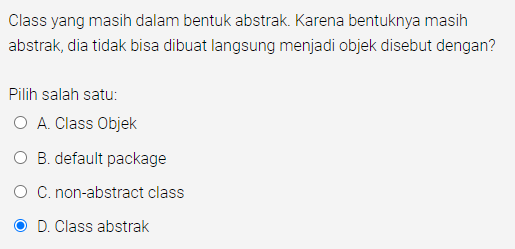 Class yang masih dalam bentuk abstrak. Karena bentuknya masih
abstrak, dia tidak bisa dibuat langsung menjadi objek disebut dengan?
Pilih salah satu:
A. Class Objek
B. default package
C. non-abstract class
D. Class abstrak